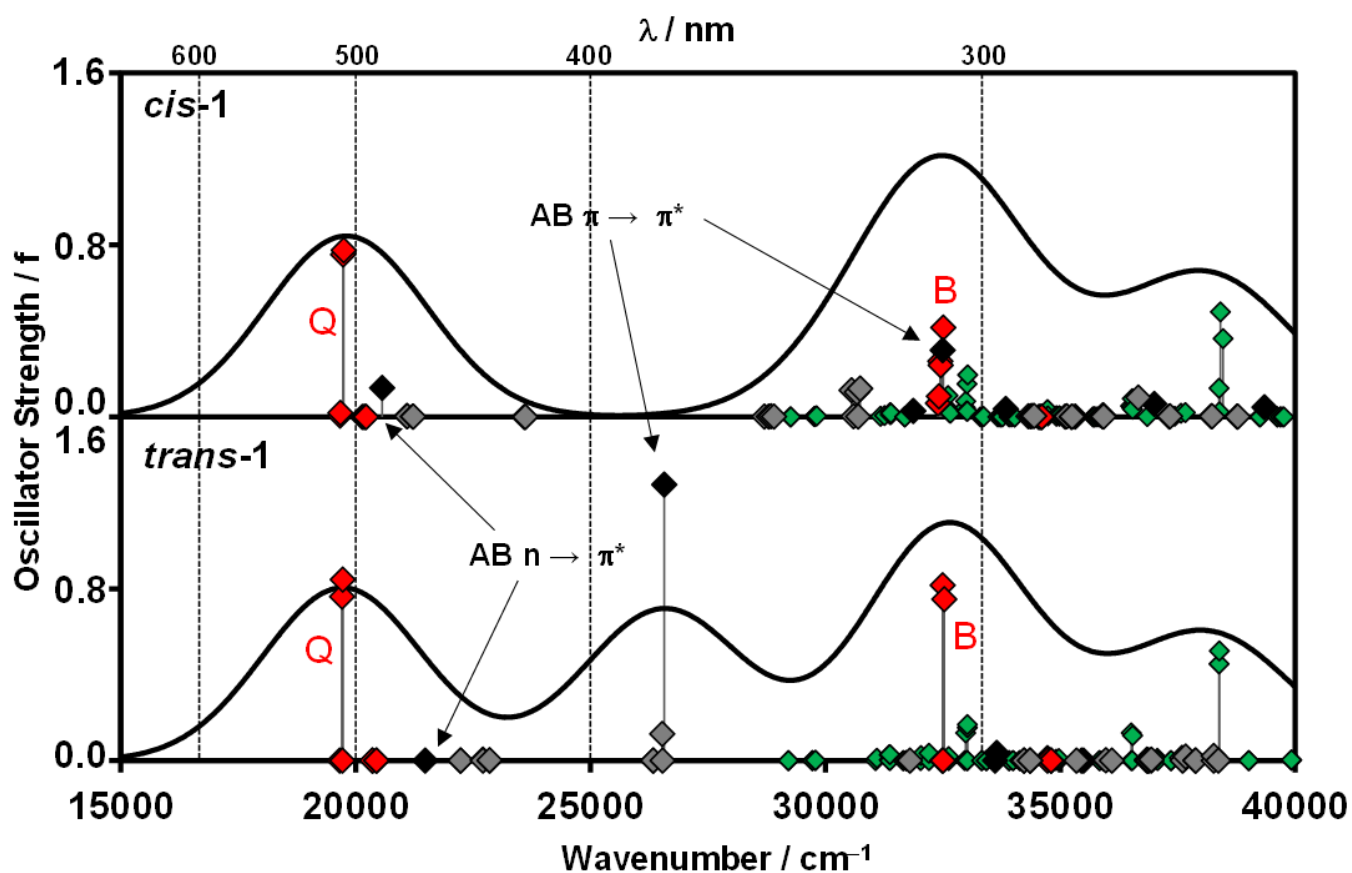 λ / nm
600 500 400 300
1.6
cis-1
AB π → π*
Oscillator Strength / f
0.8
B
Q
0.0
1.6
trans-1
AB n → π*
0.8
Q
B
0.0
15000 20000 25000 30000 35000 40000
Wavenumber / cm⁻¹